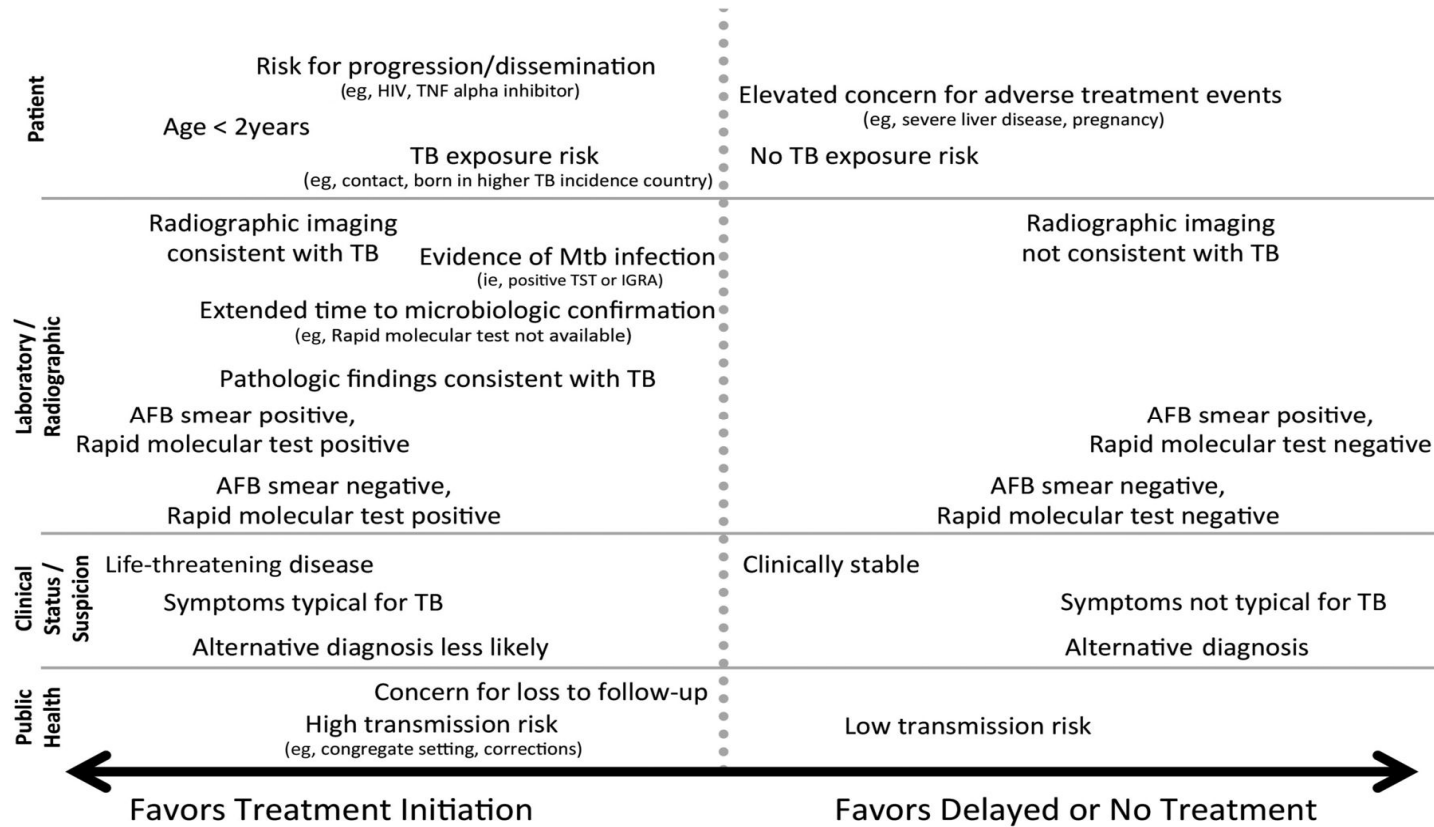 Patient
Risk for progression/dissemination
(eg, HIV, TNF alpha inhibitor)
Age < 2years
TB exposure risk
(eg, contact, born in higher TB incidence country)
Elevated concern for adverse treatment events
(eg, severe liver disease, pregnancy)
No TB exposure risk
Laboratory /
Radiographic
Radiographic imaging
consistent with TB
Evidence of Mtb infection
(ie, positive TST or IGRA)
Extended time to microbiologic confirmation
(eg, Rapid molecular test not available)
Pathologic findings consistent with TB
AFB smear positive,
Rapid molecular test positive
AFB smear negative,
Rapid molecular test positive
Radiographic imaging
not consistent with TB
AFB smear positive,
Rapid molecular test negative
AFB smear negative,
Rapid molecular test negative
Clinical
Status /
Suspicion
Life-threatening disease
Symptoms typical for TB
Alternative diagnosis less likely
Clinically stable
Symptoms not typical for TB
Alternative diagnosis
Public
Health
Concern for loss to follow-up
High transmission risk
(eg, congregate setting, corrections)
Low transmission risk
Favors Treatment Initiation
Favors Delayed or No Treatment